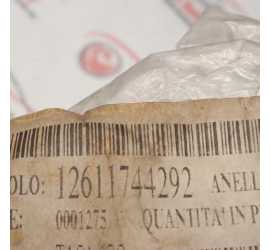 OLO: 12611744292 ANELL
E: 0001275 QUANTITA' IN P